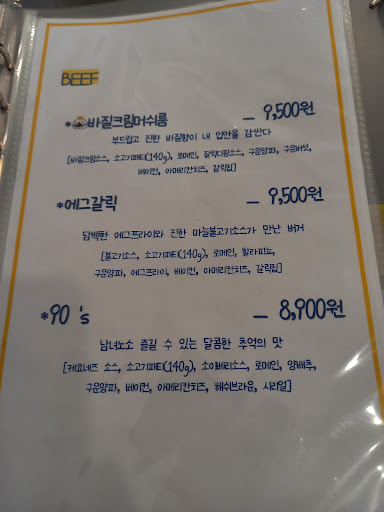 BEEF
*바질크림머쉬룸 - 9,500원
부드럽고 진한 바질향이 내 입안을 감싼다
[바질크림소스, 소고기패티(140g), 로메인, 갈릭디핑소스, 구운양파, 구운버섯,
베이컨, 아메리칸치즈, 갈릭칩]
*에그갈릭 - 9,500원
담백한 에그프라이와 진한 마늘불고기소스가 만난 버거
[불고기소스, 소고기패티(140g), 로메인, 할라피뇨,
구운양파, 에그프라이, 베이컨, 아메리칸치즈, 갈릭칩]
*90 's - 8,900원
남녀노소 즐길 수 있는 달콤한 추억의 맛
[케요네즈 소스, 소고기패티(140g), 스위트베리소스, 로메인, 양배추,
구운양파, 베이컨, 아메리칸치즈, 해쉬브라운, 시리얼]